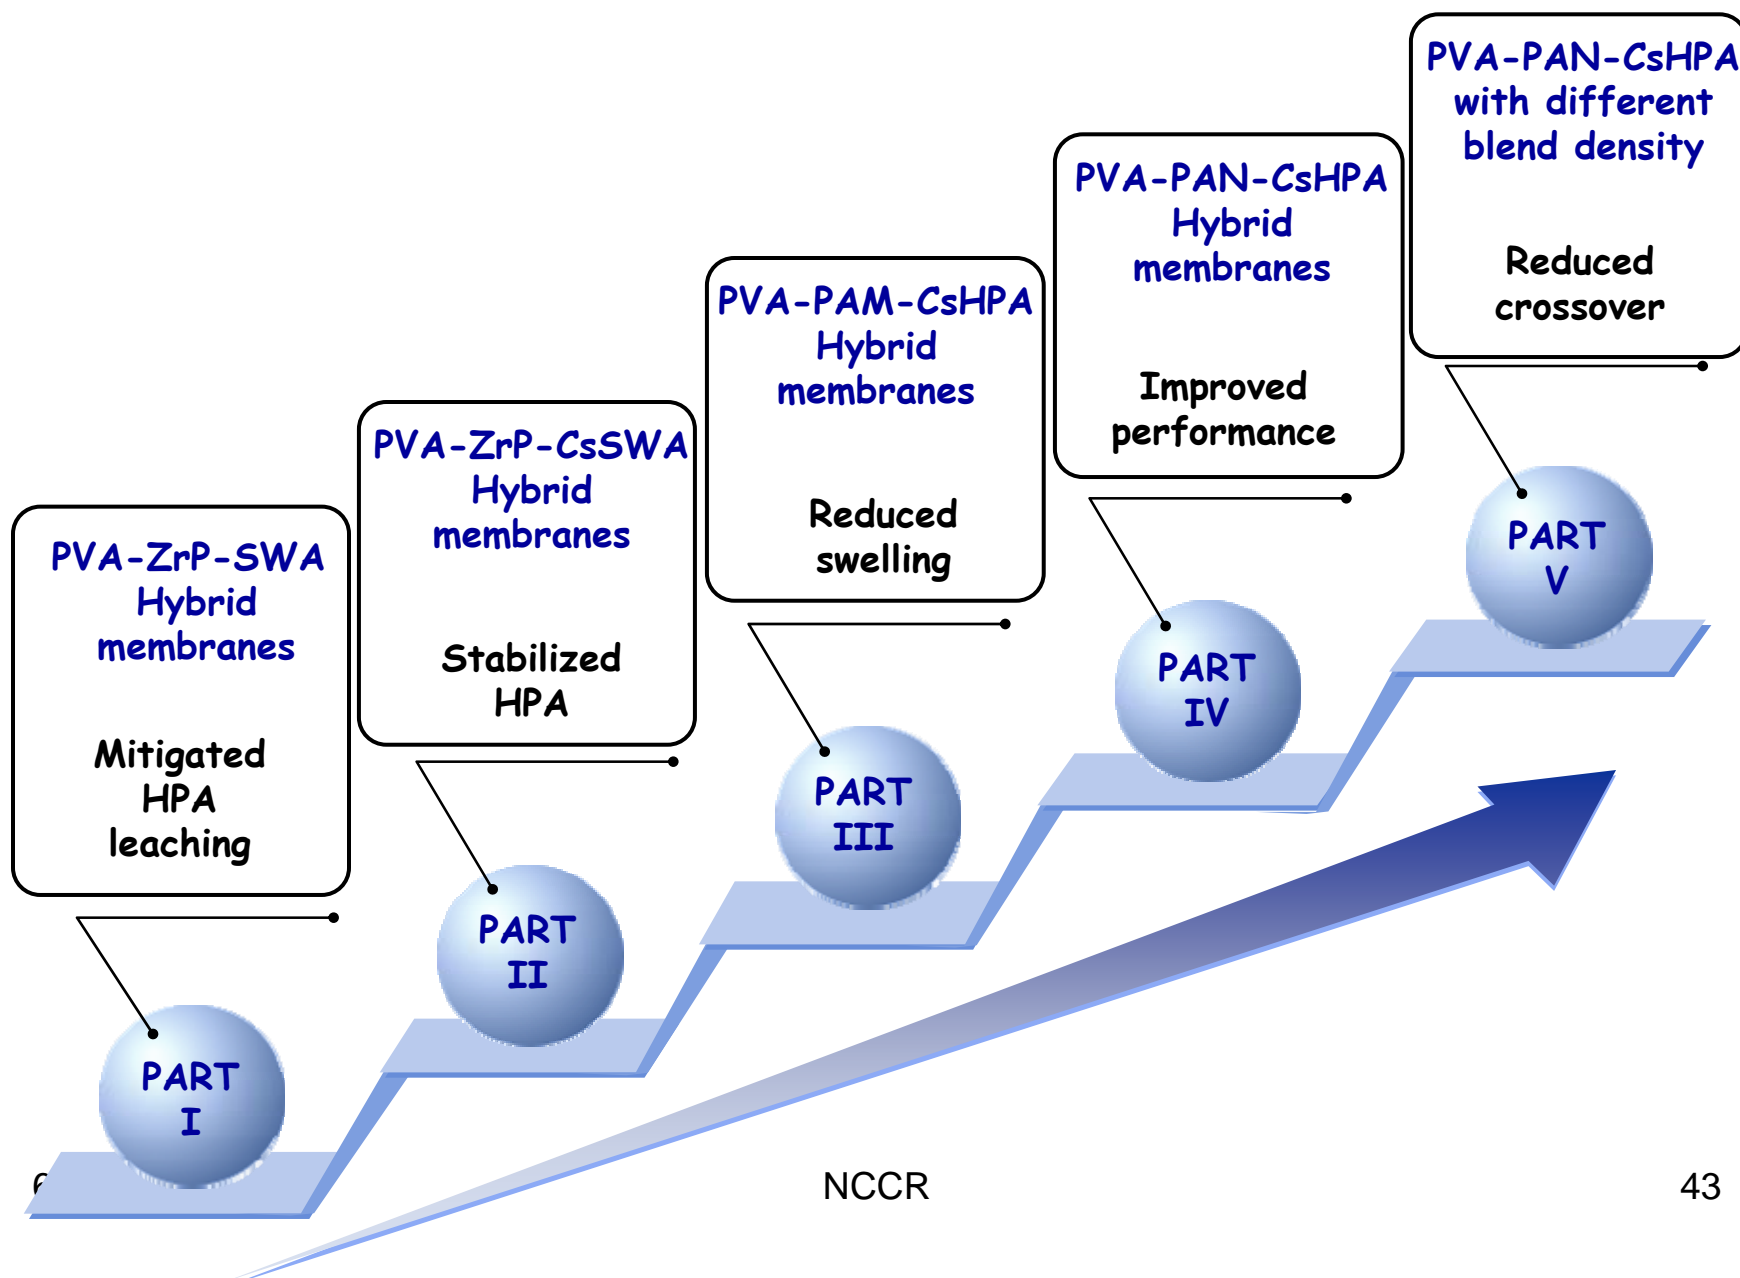 PVA-ZrP-SWA
Hybrid
membranes
Mitigated
HPA
leaching
PART
I
PVA-ZrP-CsSWA
Hybrid
membranes
Stabilized
HPA
PART
II
PVA-PAM-CsHPA
Hybrid
membranes
Reduced
swelling
PART
III
PVA-PAN-CsHPA
Hybrid
membranes
Improved
performance
PART
IV
PVA-PAN-CsHPA
with different
blend density
Reduced
crossover
PART
V
NCCR
43